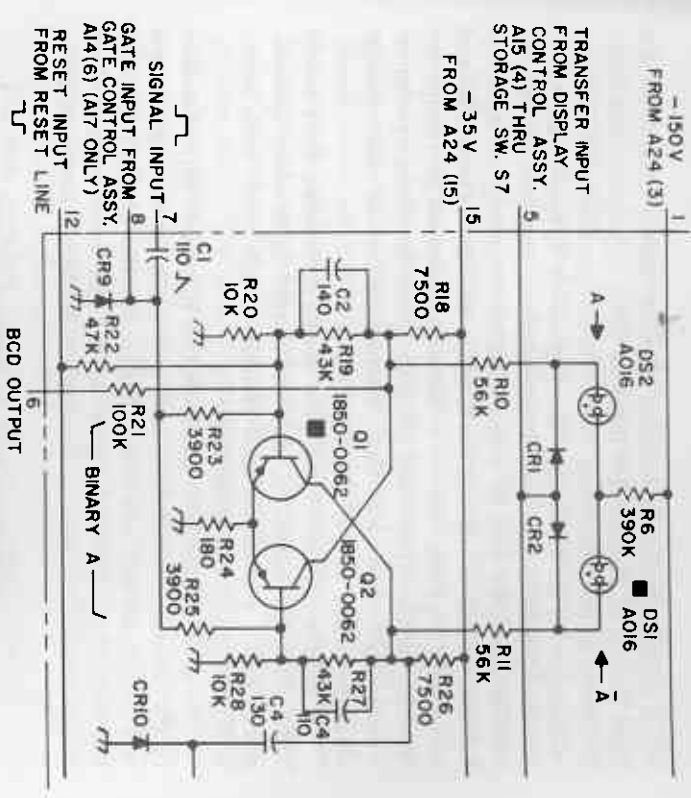 –150V
FROM A24 (3)
TRANSFER INPUT
FROM DISPLAY
CONTROL ASSY.
A15 (4) THRU
STORAGE SW. S7
–35V
FROM A24 (15)
SIGNAL INPUT
GATE INPUT FROM
GATE CONTROL ASSY.
A14(6) (A17 ONLY)
RESET INPUT
FROM RESET LINE
1
5
15
7
8
12
6
BCD OUTPUT
A
DS2
A016
R6
390K
DS1
A016
Ā
CR1
CR2
R10
56K
R11
56K
R18
7500
R26
7500
C2
140
R19
43K
Q1
1850-0062
Q2
1850-0062
R27
43K
C4
110
C4
130
R20
10K
R28
10K
C1
110
R23
3900
R24
180
R25
3900
CR9
R22
47K
R21
100K
BINARY A
CR10